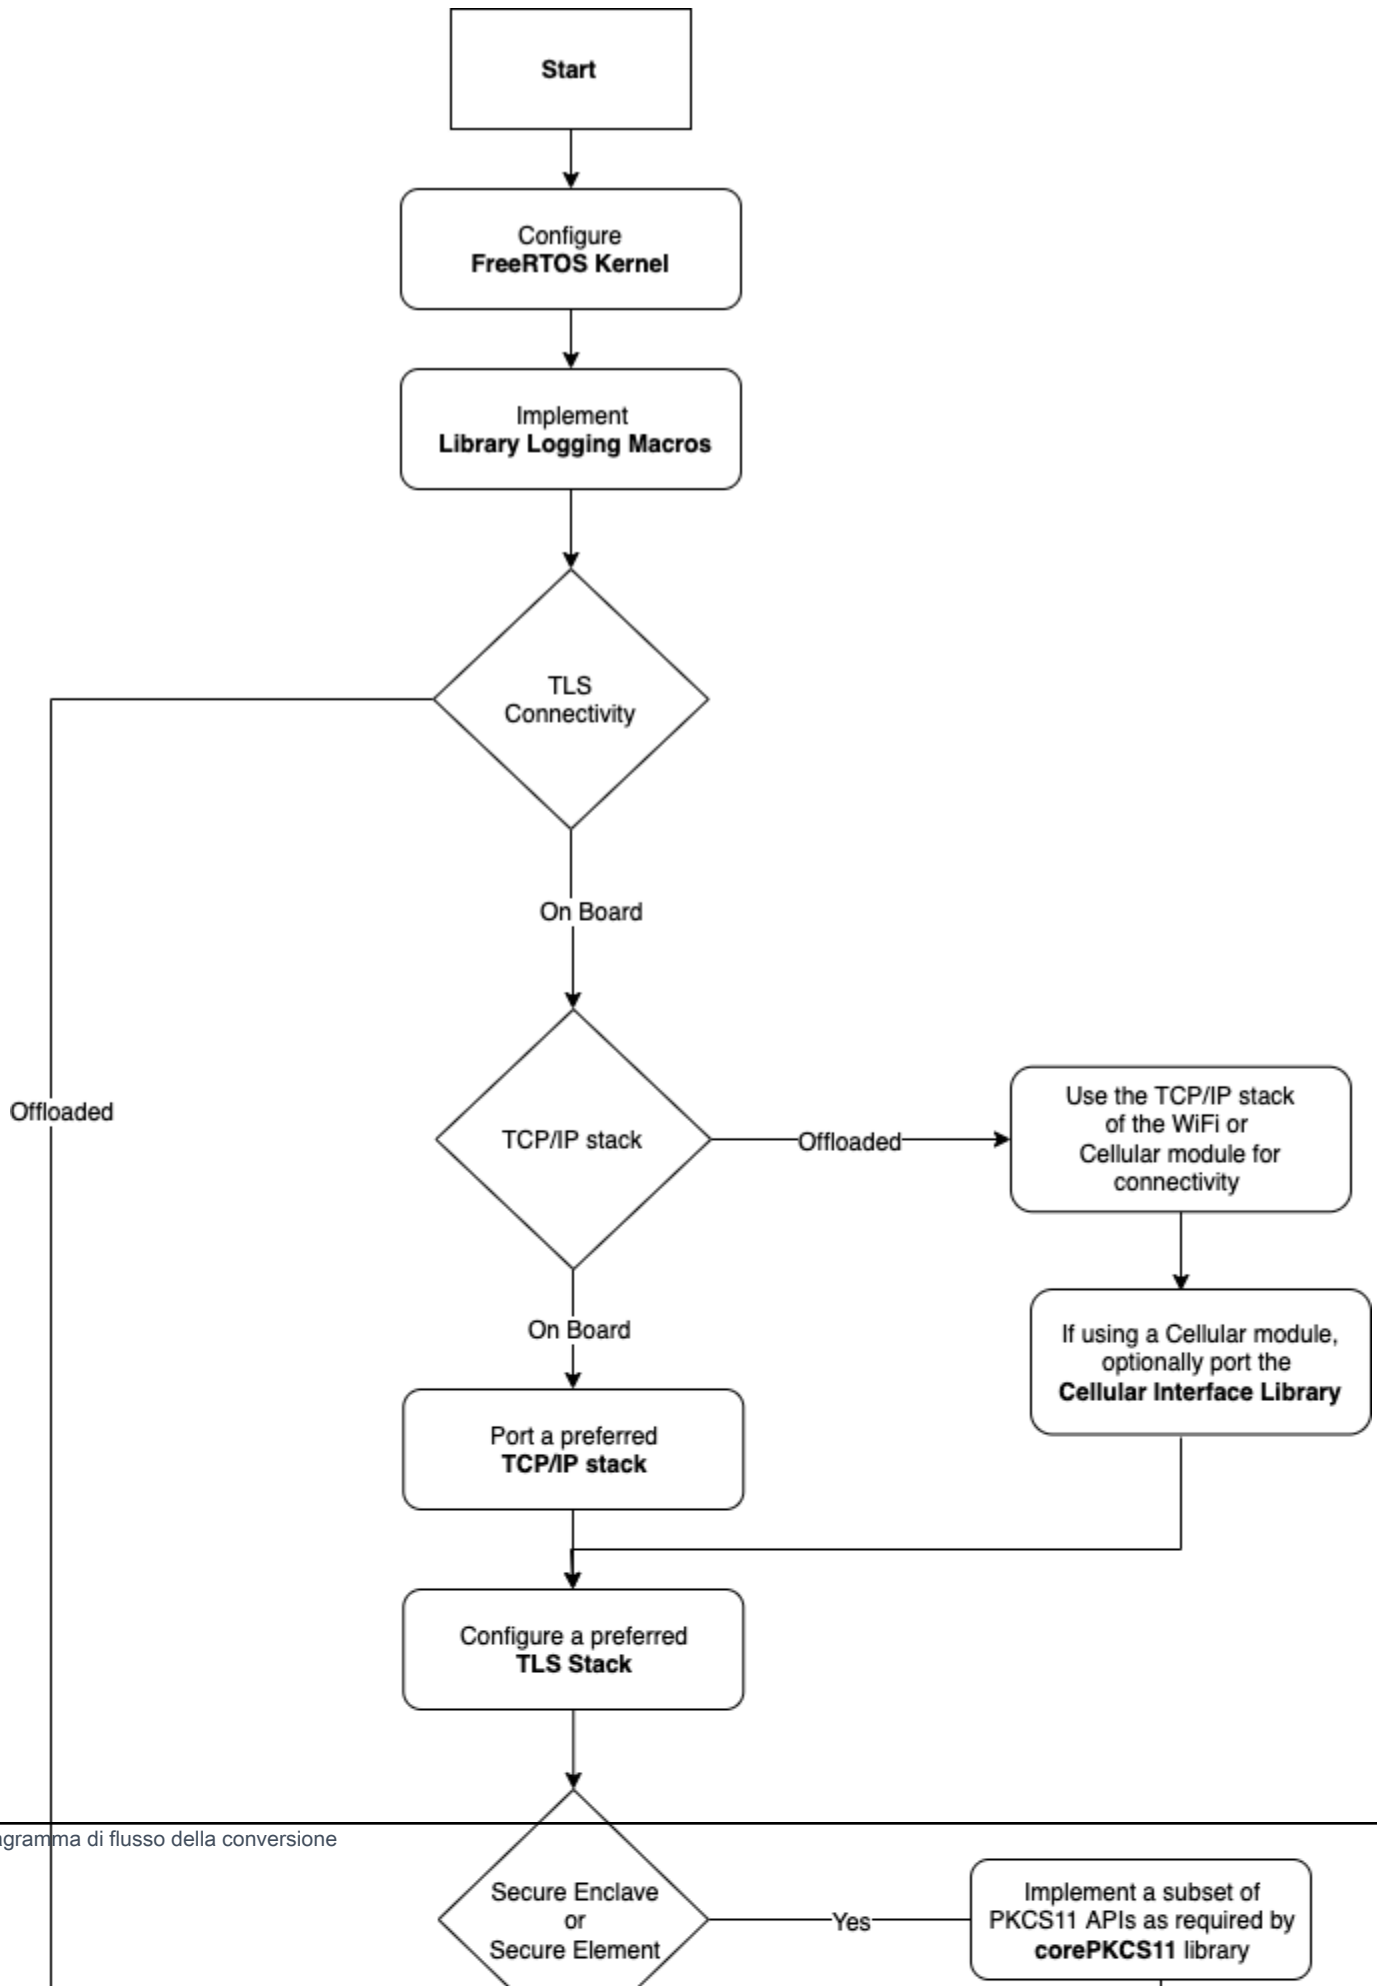 Start
Configure
FreeRTOS Kernel
Implement
Library Logging Macros
TLS
Connectivity
On Board
Offloaded
TCP/IP stack
Offloaded
Use the TCP/IP stack
of the WiFi or
Cellular module for
connectivity
On Board
If using a Cellular module,
optionally port the
Cellular Interface Library
Port a preferred
TCP/IP stack
Configure a preferred
TLS Stack
di flusso della conversione
Secure Enclave
or
Secure Element
Yes
Implement a subset of
PKCS11 APIs as required by
corePKCS11 library